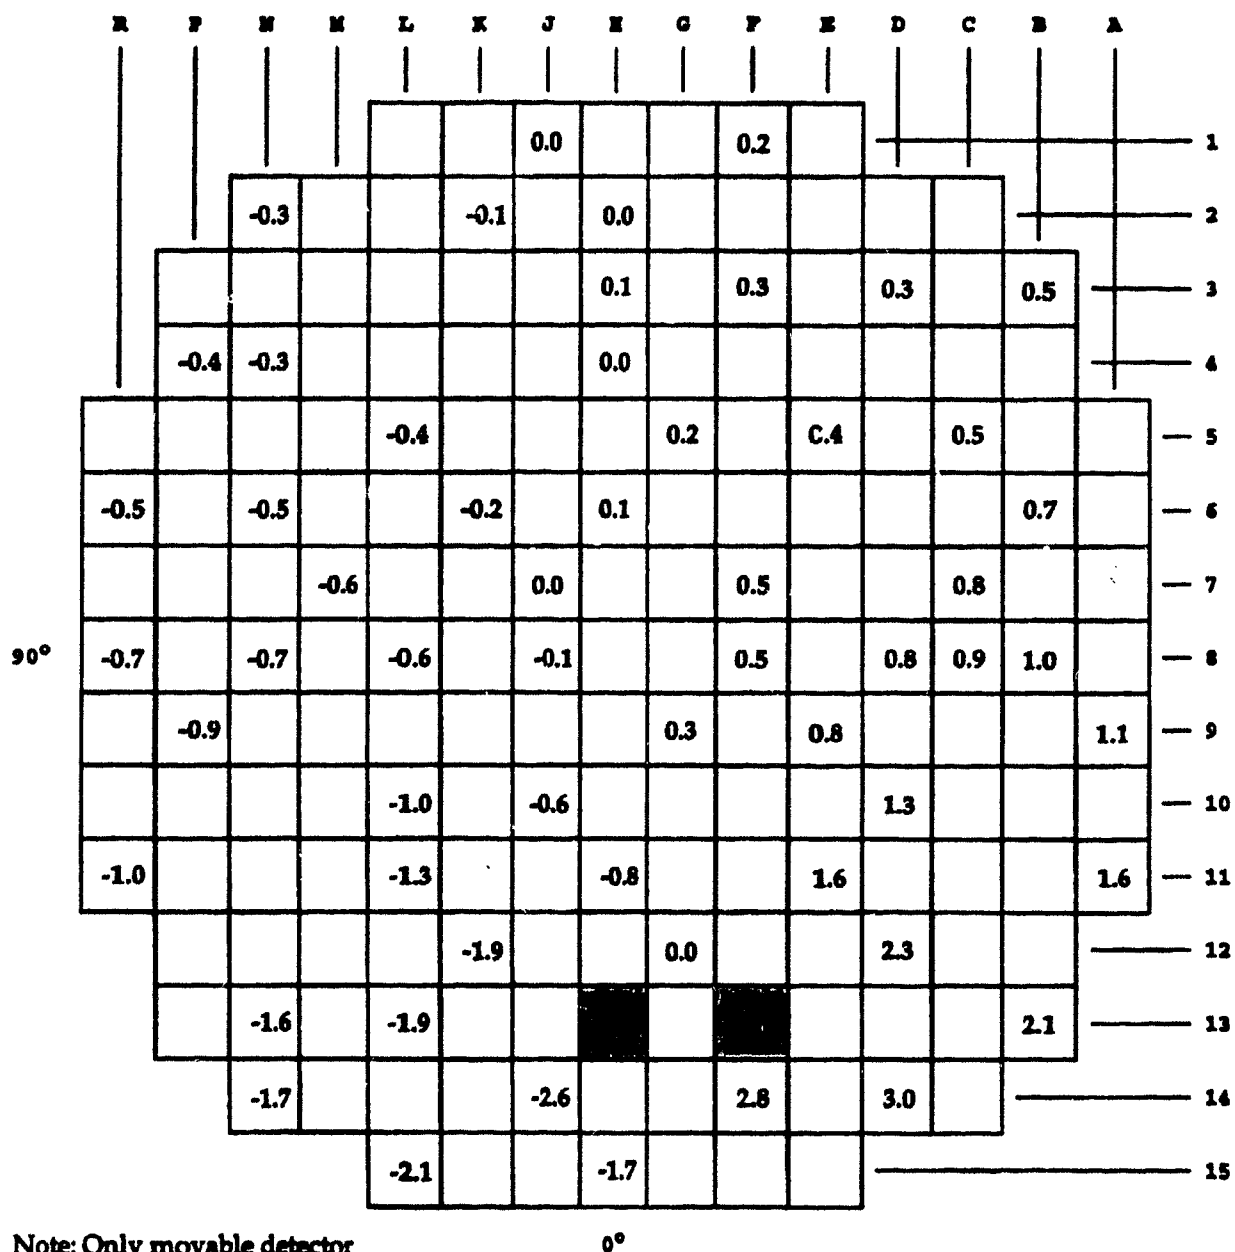 R P N M L K J H G F E D C B A
0.0 0.2 1
-0.3 -0.1 0.0 2
0.1 0.3 0.3 0.5 3
-0.4 -0.3 0.0 4
-0.4 0.2 C.4 0.5 5
-0.5 -0.5 -0.2 0.1 0.7 6
-0.6 0.0 0.5 0.8 7
90° -0.7 -0.7 -0.6 -0.1 0.5 0.8 0.9 1.0 8
-0.9 0.3 0.8 1.1 9
-1.0 -0.6 1.3 10
-1.0 -1.3 -0.8 1.6 1.6 11
-1.9 0.0 2.3 12
-1.6 -1.9 2.1 13
-1.7 -2.6 2.8 3.0 14
-2.1 -1.7 15
Note: Only movable detector 0°